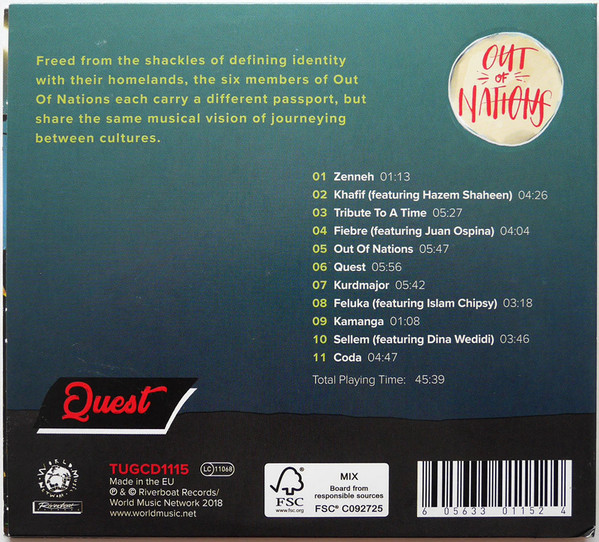 Freed from the shackles of defining identity
with their homelands, the six members of Out
Of Nations each carry a different passport, but
share the same musical vision of journeying
between cultures.
OUT
OF
NATIONS
01 Zenneh 01:13
02 Khafif (featuring Hazem Shaheen) 04:26
03 Tribute To A Time 05:27
04 Fiebre (featuring Juan Ospina) 04:04
05 Out Of Nations 05:47
06 Quest 05:56
07 Kurdmajor 05:42
08 Feluka (featuring Islam Chipsy) 03:18
09 Kamanga 01:08
10 Sellem (featuring Dina Wedidi) 03:46
11 Coda 04:47
Total Playing Time: 45:39
Quest
WORLD MUSIC
NETWORK
Riverboat
TUGCD1115
LC 11068
Made in the EU
℗ & © Riverboat Records/
World Music Network 2018
www.worldmusic.net
FSC
www.fsc.org
MIX
Board from
responsible sources
FSC® C092725
6 05633 01152 4